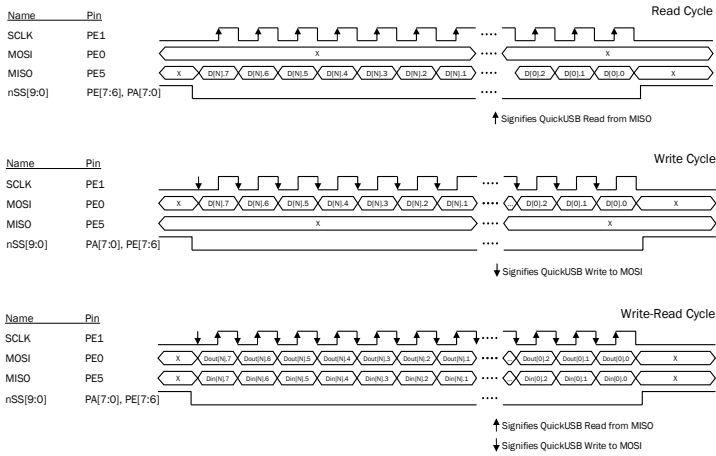 Read Cycle
Name Pin
SCLK PE1 ....
MOSI PE0 X .... X
MISO PE5 X D[N].7 D[N].6 D[N].5 D[N].4 D[N].3 D[N].2 D[N].1 .... D[0].2 D[0].1 D[0].0 X
nSS[9:0] PE[7:6], PA[7:0] ....
Signifies QuickUSB Read from MISO
Write Cycle
Name Pin
SCLK PE1 ....
MOSI PE0 X D[N].7 D[N].6 D[N].5 D[N].4 D[N].3 D[N].2 D[N].1 .... ... D[0].2 D[0].1 D[0].0 X
MISO PE5 X .... X
nSS[9:0] PA[7:0], PE[7:6] ....
Signifies QuickUSB Write to MOSI
Write-Read Cycle
Name Pin
SCLK PE1 ....
MOSI PE0 X Dout[N].7 Dout[N].6 Dout[N].5 Dout[N].4 Dout[N].3 Dout[N].2 Dout[N].1 .... ... Dout[0].2 Dout[0].1 Dout[0].0 X
MISO PE5 X Din[N].7 Din[N].6 Din[N].5 Din[N].4 Din[N].3 Din[N].2 Din[N].1 .... ... Din[0].2 Din[0].1 Din[0].0 X
nSS[9:0] PA[7:0], PE[7:6] ....
Signifies QuickUSB Read from MISO
Signifies QuickUSB Write to MOSI